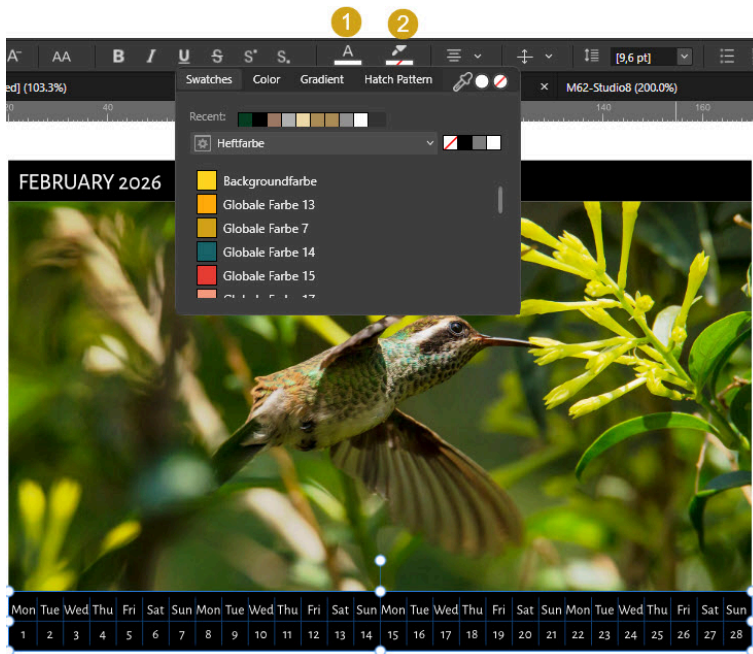 1 2
A- AA B I U S S* S. A [9,6 pt]
ed] (103.3%) × M62-Studio8 (200.0%)
20 40 140 160
Swatches Color Gradient Hatch Pattern
Recent:
Heftfarbe
Backgroundfarbe
Globale Farbe 13
Globale Farbe 7
Globale Farbe 14
Globale Farbe 15
FEBRUARY 2026
Mon Tue Wed Thu Fri Sat Sun Mon Tue Wed Thu Fri Sat Sun Mon Tue Wed Thu Fri Sat Sun Mon Tue Wed Thu Fri Sat Sun
1 2 3 4 5 6 7 8 9 10 11 12 13 14 15 16 17 18 19 20 21 22 23 24 25 26 27 28